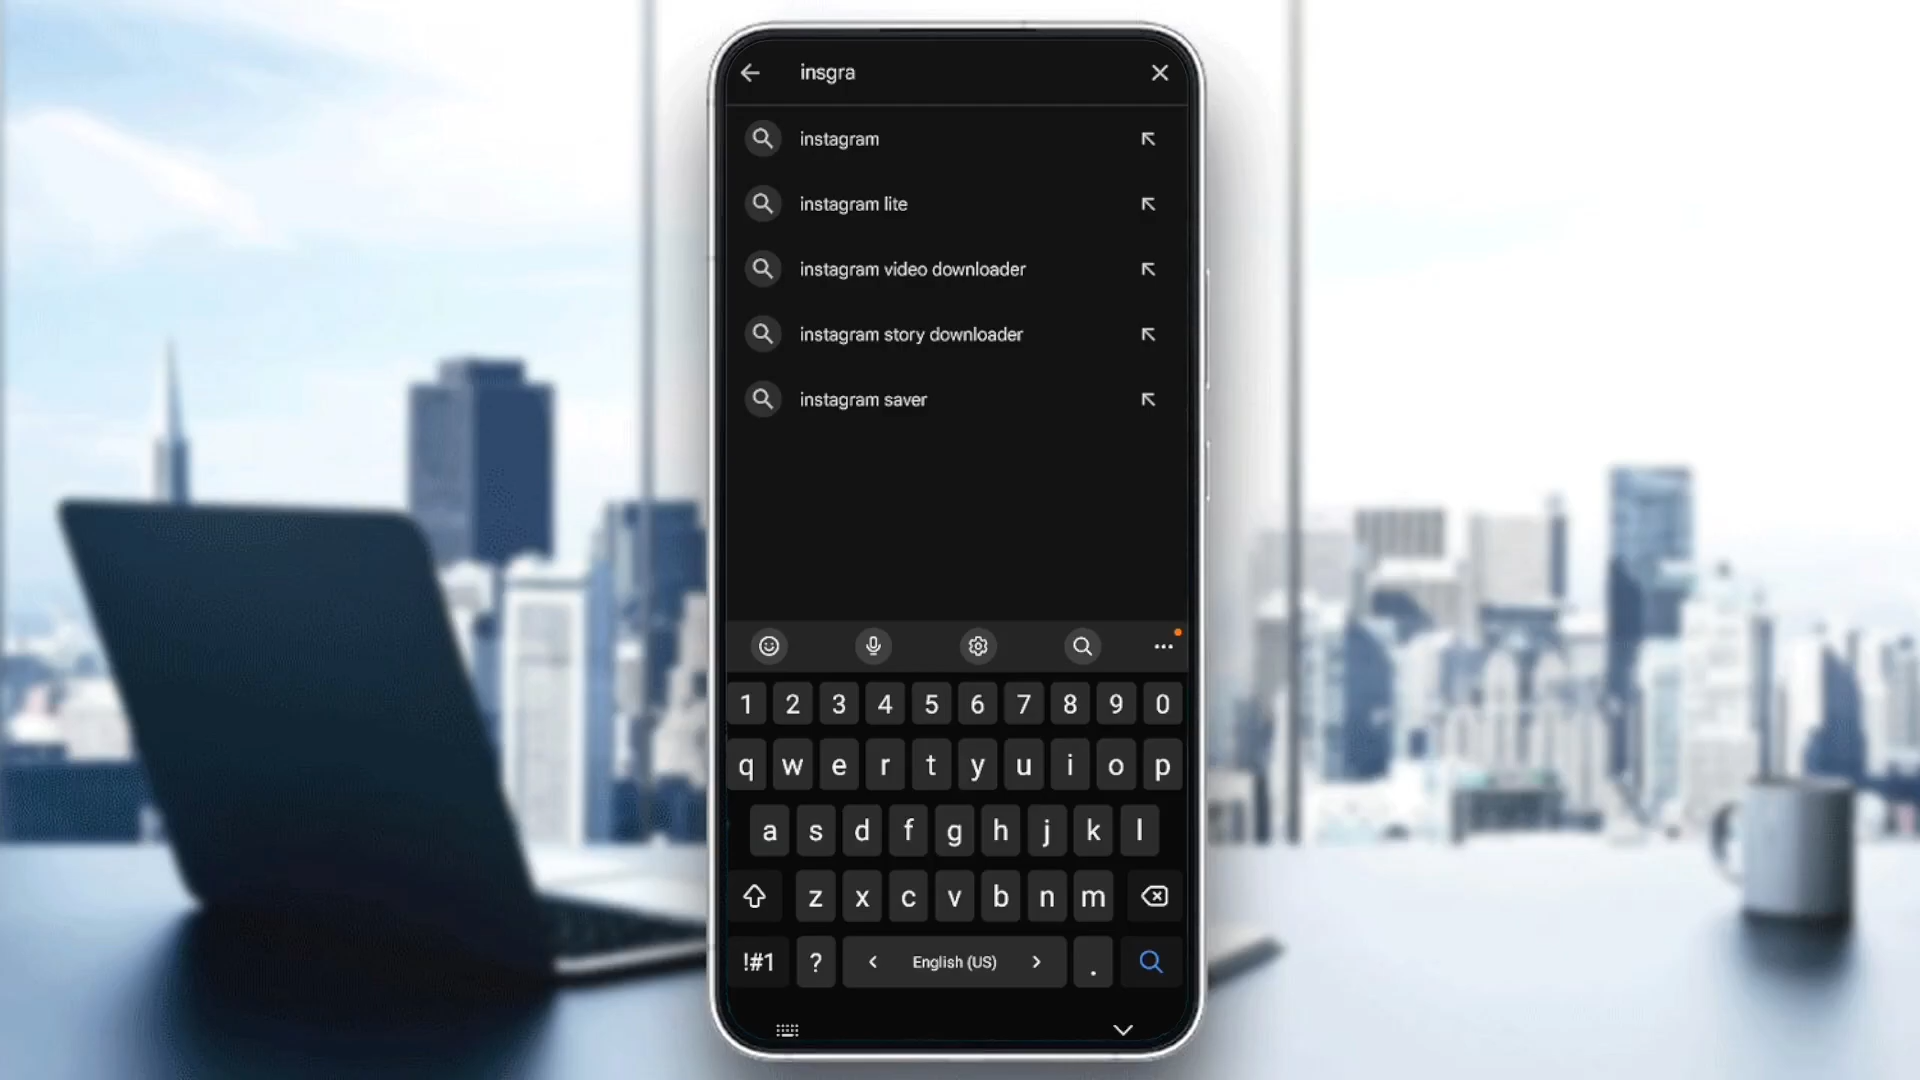 insgra
instagram
instagram lite
instagram video downloader
instagram story downloader
instagram saver
1 2 3 4 5 6 7 8 9 0
q w e r t y u i o p
a s d f g h j k l
z x c v b n m
!#1 ? < English (US) > .